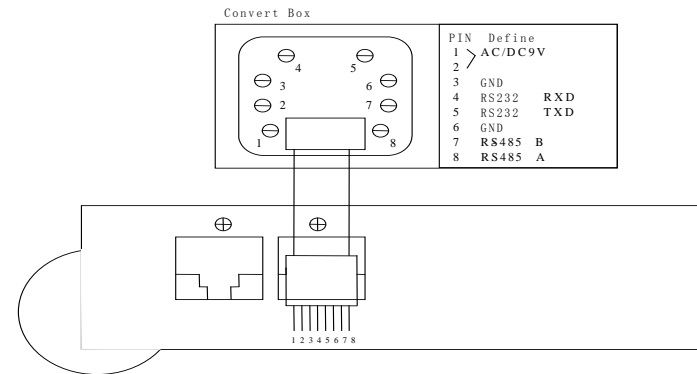 Convert Box
4 5
3 6
2 7
1 8
PIN Define
1 AC/DC9V
2
3 GND
4 RS232 RXD
5 RS232 TXD
6 GND
7 RS485 B
8 RS485 A
1 2 3 4 5 6 7 8